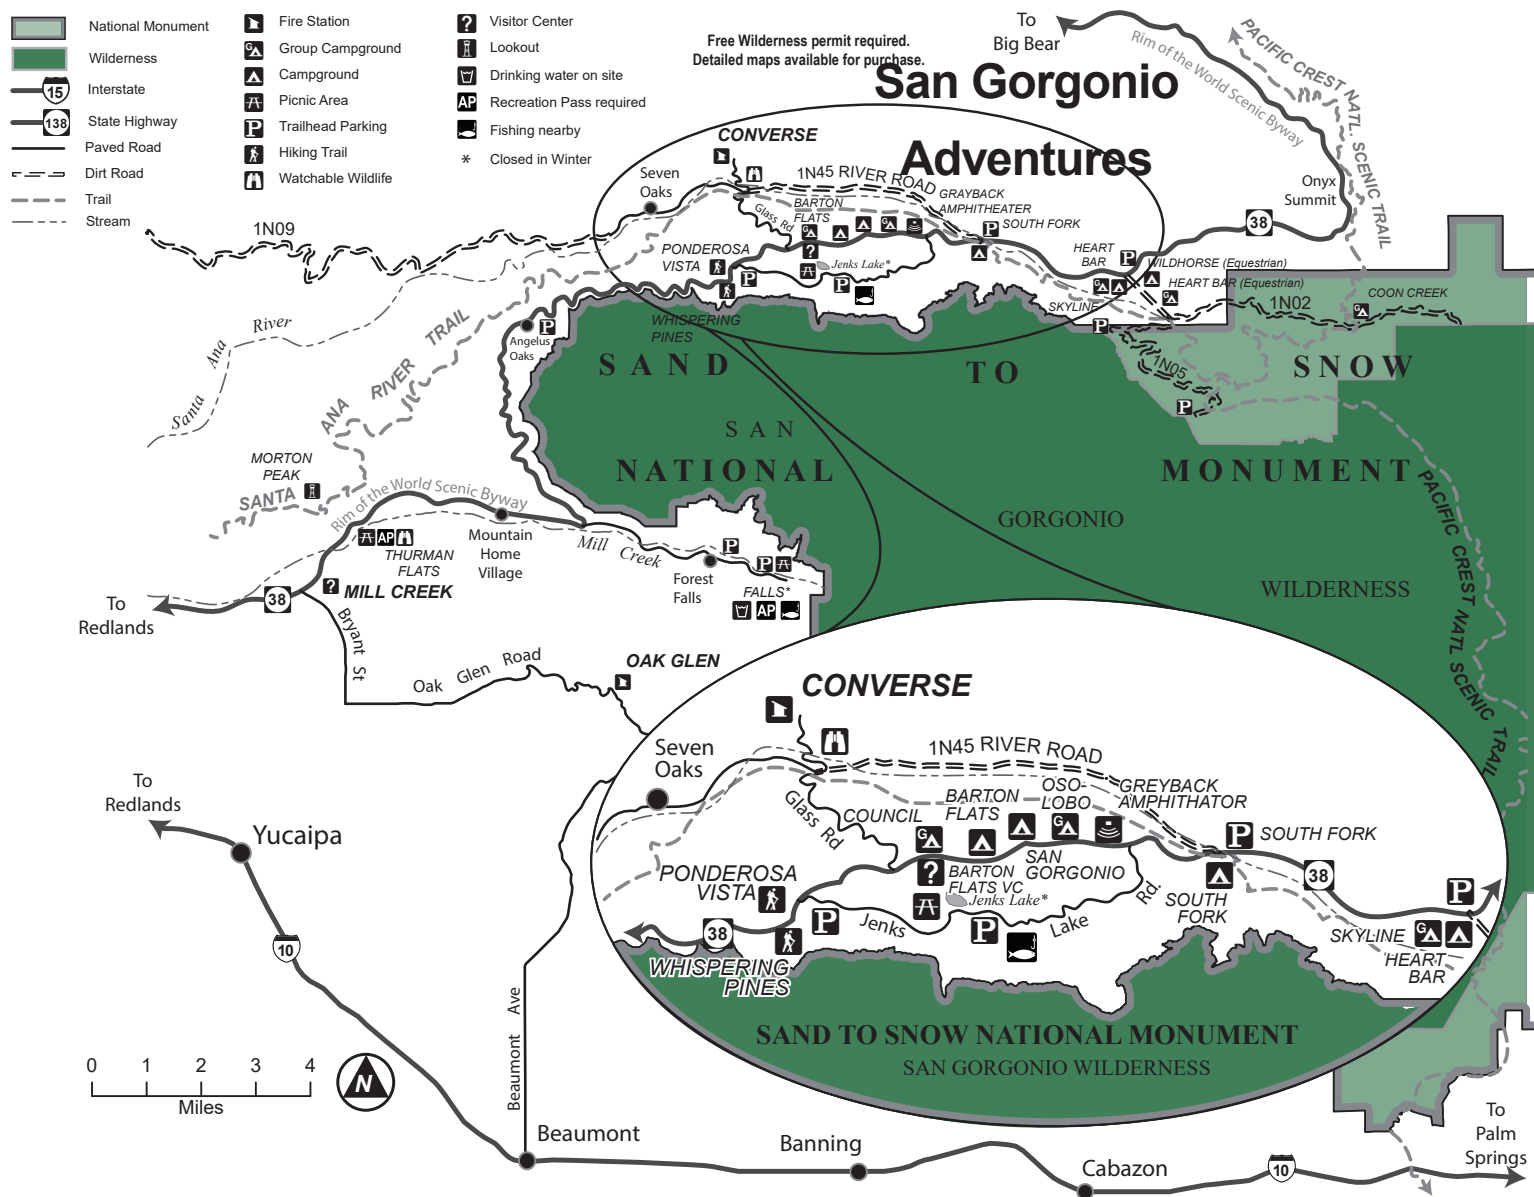 National Monument
Wilderness
15
Interstate
138
State Highway
Paved Road
Dirt Road
Trail
Stream
Fire Station
G
Group Campground
Campground
Picnic Area
P
Trailhead Parking
Hiking Trail
Watchable Wildlife
?
Visitor Center
Lookout
Drinking water on site
AP
Recreation Pass required
Fishing nearby
*
Closed in Winter
Free Wilderness permit required.
Detailed maps available for purchase.
San Gorgonio
Adventures
To
Big Bear
Rim of the World Scenic Byway
PACIFIC CREST NATL. SCENIC TRAIL
Onyx
Summit
38
CONVERSE
Seven
Oaks
1N45 RIVER ROAD
GRAYBACK
AMPHITHEATER
BARTON
FLATS
Glass Rd
SOUTH FORK
P
G
G
?
PONDEROSA
VISTA
Jenks Lake*
P
P
HEART
BAR
P
WILDHORSE (Equestrian)
HEART BAR (Equestrian)
G
G
SKYLINE
P
1N02
COON CREEK
G
1N05
P
1N09
Santa Ana River
SANTA ANA RIVER TRAIL
Angelus
Oaks
P
WHISPERING
PINES
SAND TO SNOW
SAN
NATIONAL MONUMENT
GORGONIO
WILDERNESS
PACIFIC CREST NATL SCENIC TRAIL
MORTON
PEAK
Rim of the World Scenic Byway
AP
THURMAN
FLATS
Mountain
Home
Village
Mill Creek
P
P
Forest
Falls
FALLS*
AP
?
MILL CREEK
38
To
Redlands
Bryant St
Oak Glen Road
OAK GLEN
CONVERSE
Seven
Oaks
1N45 RIVER ROAD
Glass Rd
COUNCIL
BARTON
FLATS
OSO-
LOBO
GREYBACK
AMPHITHATOR
G
G
P
SOUTH FORK
SAN
GORGONIO
?
BARTON
FLATS VC
Jenks Lake*
PONDEROSA
VISTA
P
Jenks Lake Rd.
P
SOUTH
FORK
38
P
SKYLINE
G
HEART
BAR
38
WHISPERING
PINES
SAND TO SNOW NATIONAL MONUMENT
SAN GORGONIO WILDERNESS
To
Redlands
Yucaipa
10
Beaumont Ave
0 1 2 3 4
Miles
N
Beaumont
Banning
Cabazon
10
To
Palm
Springs